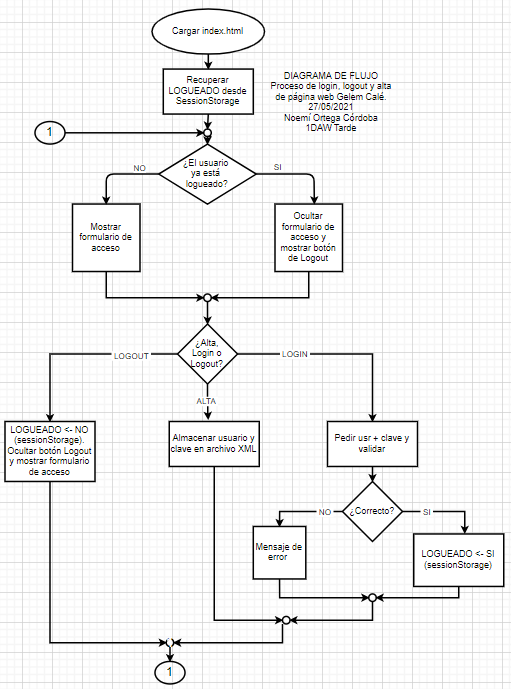 Cargar index.html
Recuperar
LOGUEADO desde
SessionStorage
DIAGRAMA DE FLUJO
Proceso de login, logout y alta
de página web Gelem Calé.
27/05/2021
Noemí Ortega Córdoba
1DAW Tarde
1
¿El usuario
ya está
logueado?
NO
SI
Mostrar
formulario de
acceso
Ocultar
formulario de
acceso y
mostrar botón
de Logout
¿Alta,
Login o
Logout?
LOGOUT
LOGIN
ALTA
LOGUEADO <- NO
(sessionStorage).
Ocultar botón Logout
y mostrar formulario
de acceso
Almacenar usuario y
clave en archivo XML
Pedir usr + clave y
validar
¿Correcto?
NO
SI
Mensaje de
error
LOGUEADO <- SI
(sessionStorage)
1